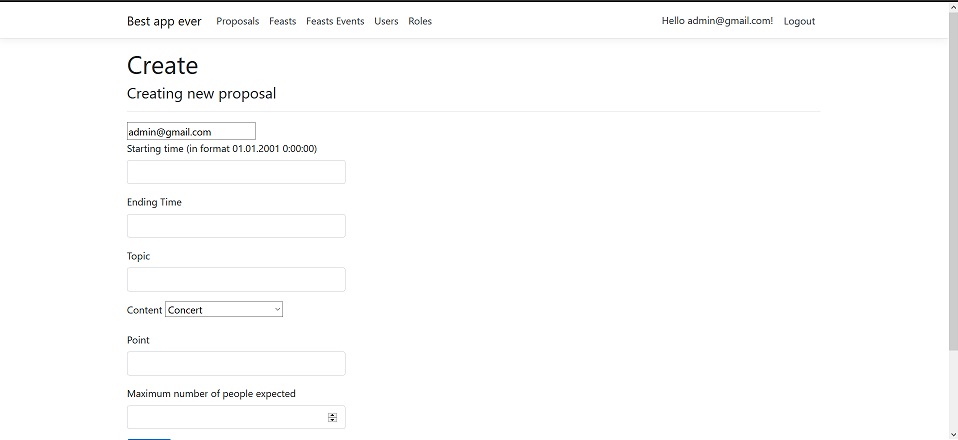 Best app ever Proposals Feasts Feasts Events Users Roles Hello admin@gmail.com! Logout
Create
Creating new proposal
admin@gmail.com
Starting time (in format 01.01.2001 0:00:00)
Ending Time
Topic
Content Concert
Point
Maximum number of people expected